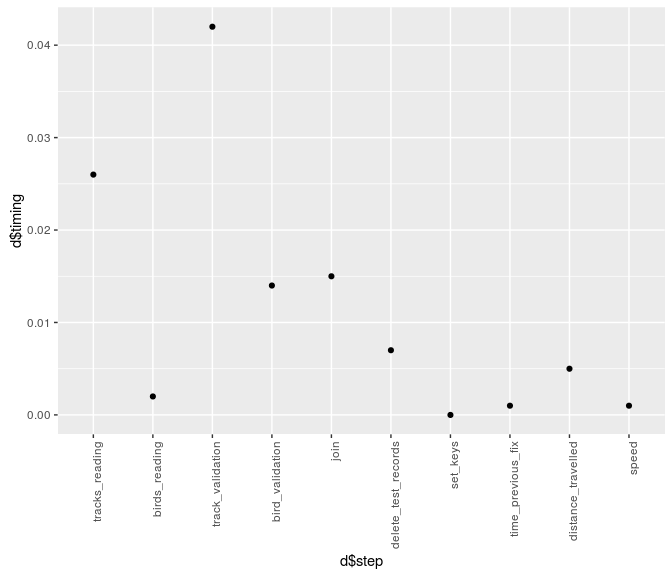 d$timing
0.04
0.03
0.02
0.01
0.00
tracks_reading
birds_reading
track_validation
bird_validation
join
delete_test_records
set_keys
time_previous_fix
distance_travelled
speed
d$step